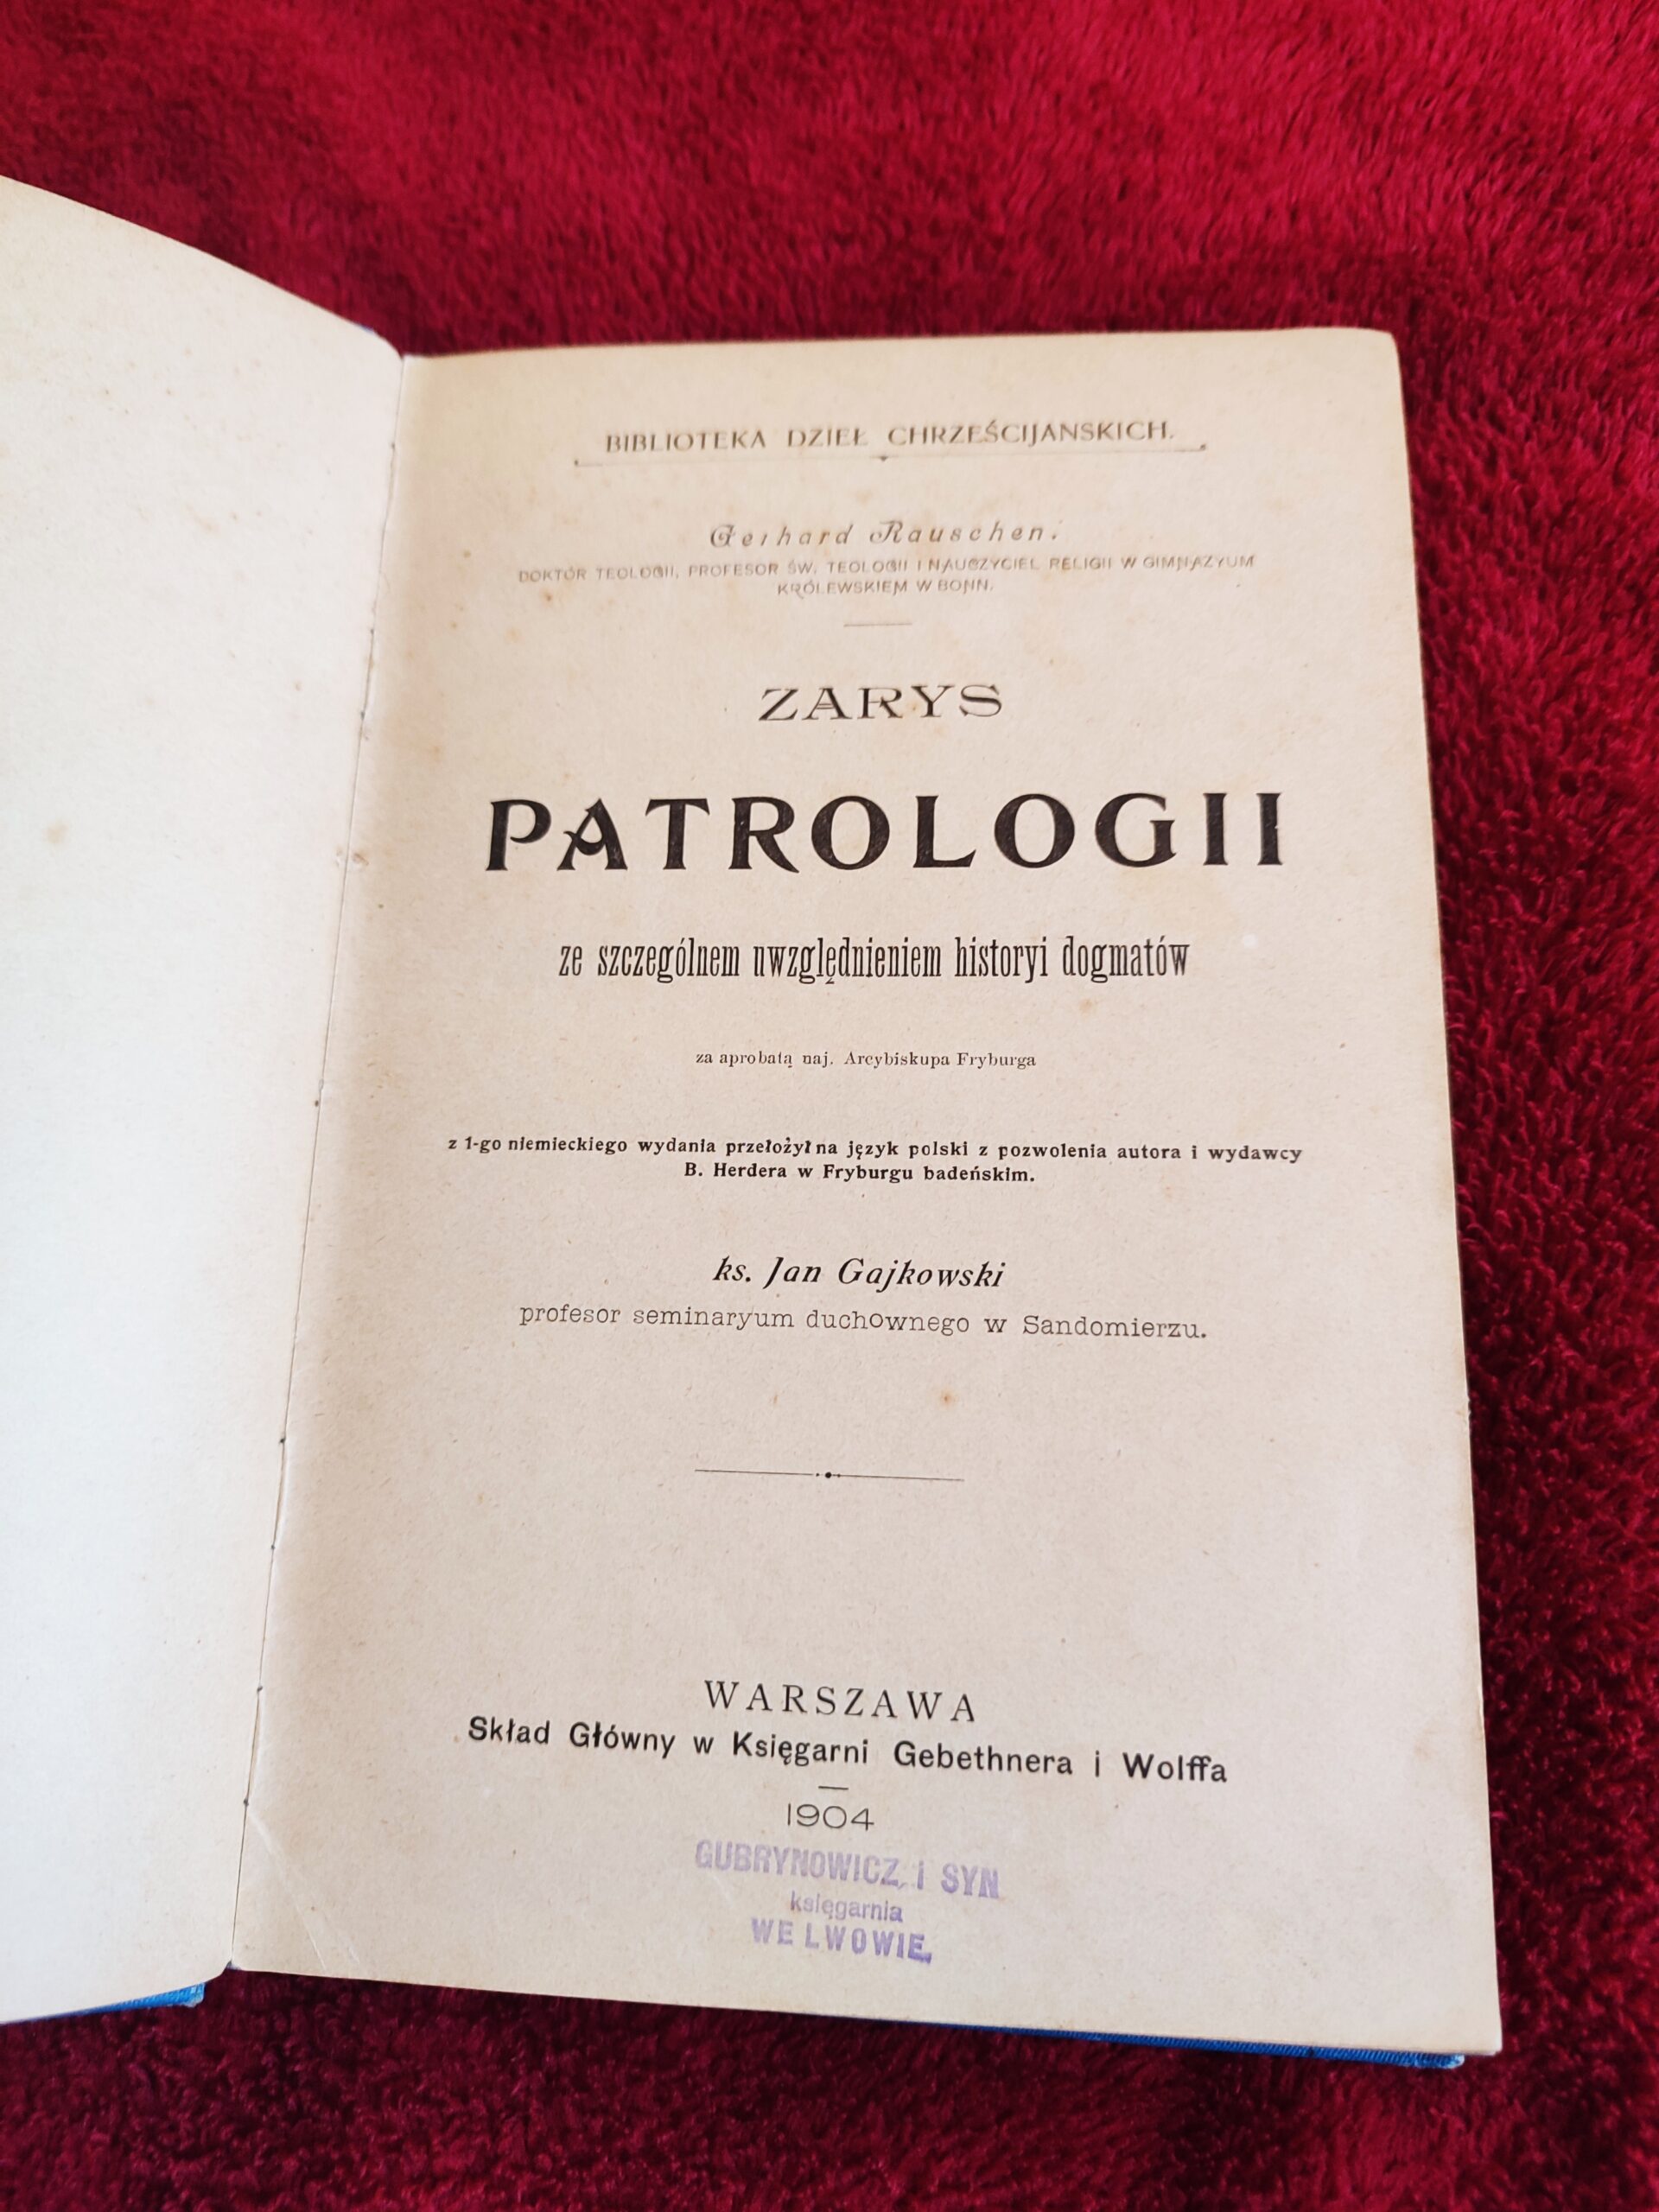 BIBLIOTEKA DZIEŁ CHRZEŚCIJANSKICH.
Gerhard Rauschen.
DOKTÓR TEOLOGII, PROFESOR ŚW. TEOLOGII I NAUCZYCIEL RELIGII W GIMNAZYUM
KRÓLEWSKIEM W BONN.
ZARYS
PATROLOGII
ze szczególnem uwzględnieniem historyi dogmatów
za aprobatą naj. Arcybiskupa Fryburga
z 1-go niemieckiego wydania przełożył na język polski z pozwolenia autora i wydawcy
B. Herdera w Fryburgu badeńskim.
ks. Jan Gajkowski
profesor seminaryum duchownego w Sandomierzu.
WARSZAWA
Skład Główny w Księgarni Gebethnera i Wolffa
1904
GUBRYNOWICZ i SYN
księgarnia
WE LWOWIE.